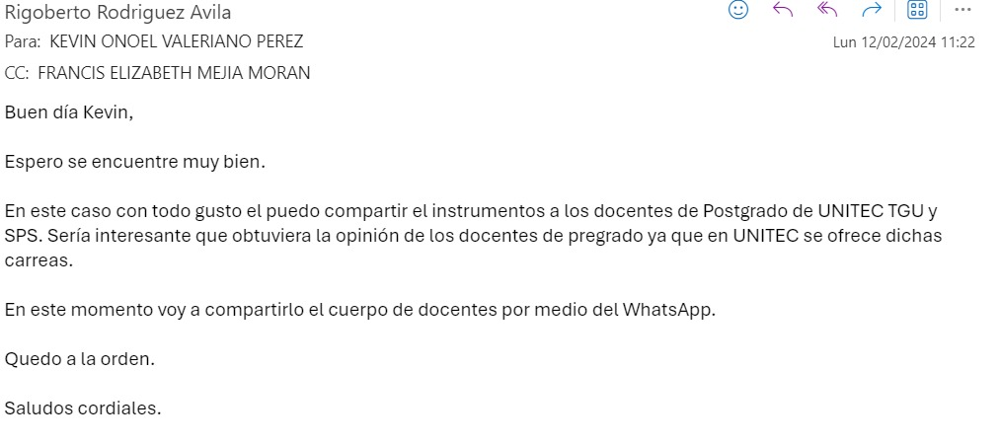 Rigoberto Rodriguez Avila
Para: KEVIN ONOEL VALERIANO PEREZ
Lun 12/02/2024 11:22
CC: FRANCIS ELIZABETH MEJIA MORAN
Buen día Kevin,
Espero se encuentre muy bien.
En este caso con todo gusto el puedo compartir el instrumentos a los docentes de Postgrado de UNITEC TGU y
SPS. Sería interesante que obtuviera la opinión de los docentes de pregrado ya que en UNITEC se ofrece dichas
carreas.
En este momento voy a compartirlo el cuerpo de docentes por medio del WhatsApp.
Quedo a la orden.
Saludos cordiales.